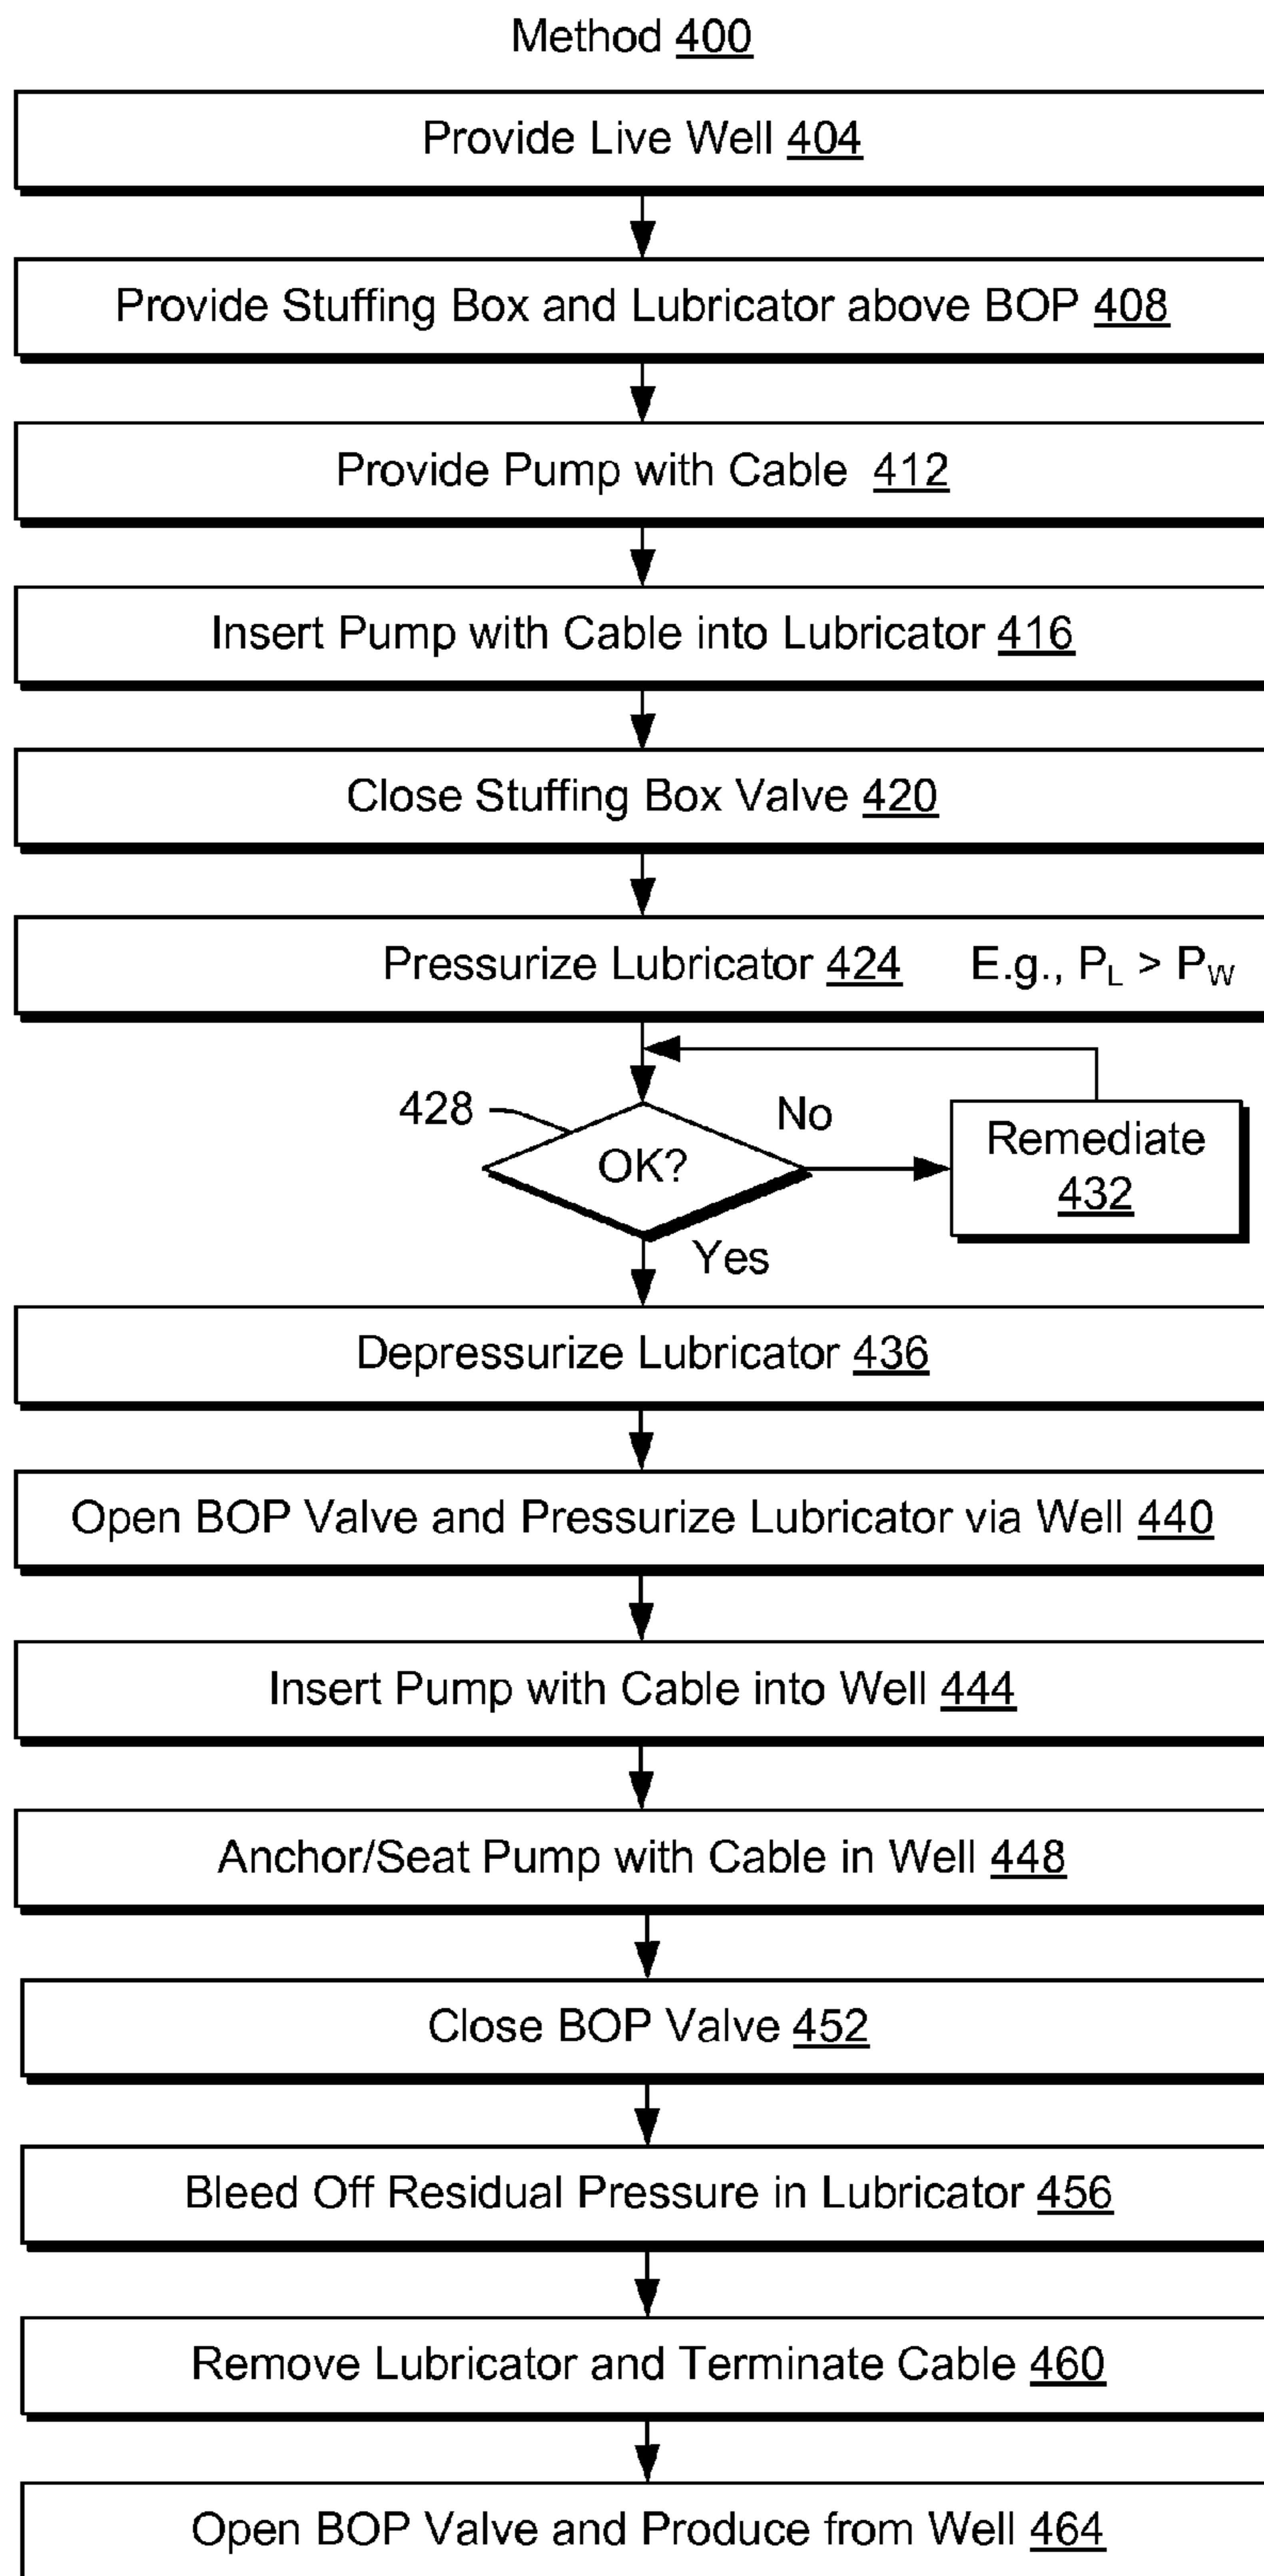 Method 400
Provide Live Well 404
Provide Stuffing Box and Lubricator above BOP 408
Provide Pump with Cable 412
Insert Pump with Cable into Lubricator 416
Close Stuffing Box Valve 420
Pressurize Lubricator 424 E.g., PL > PW
428
OK?
No
Remediate
432
Yes
Depressurize Lubricator 436
Open BOP Valve and Pressurize Lubricator via Well 440
Insert Pump with Cable into Well 444
Anchor/Seat Pump with Cable in Well 448
Close BOP Valve 452
Bleed Off Residual Pressure in Lubricator 456
Remove Lubricator and Terminate Cable 460
Open BOP Valve and Produce from Well 464